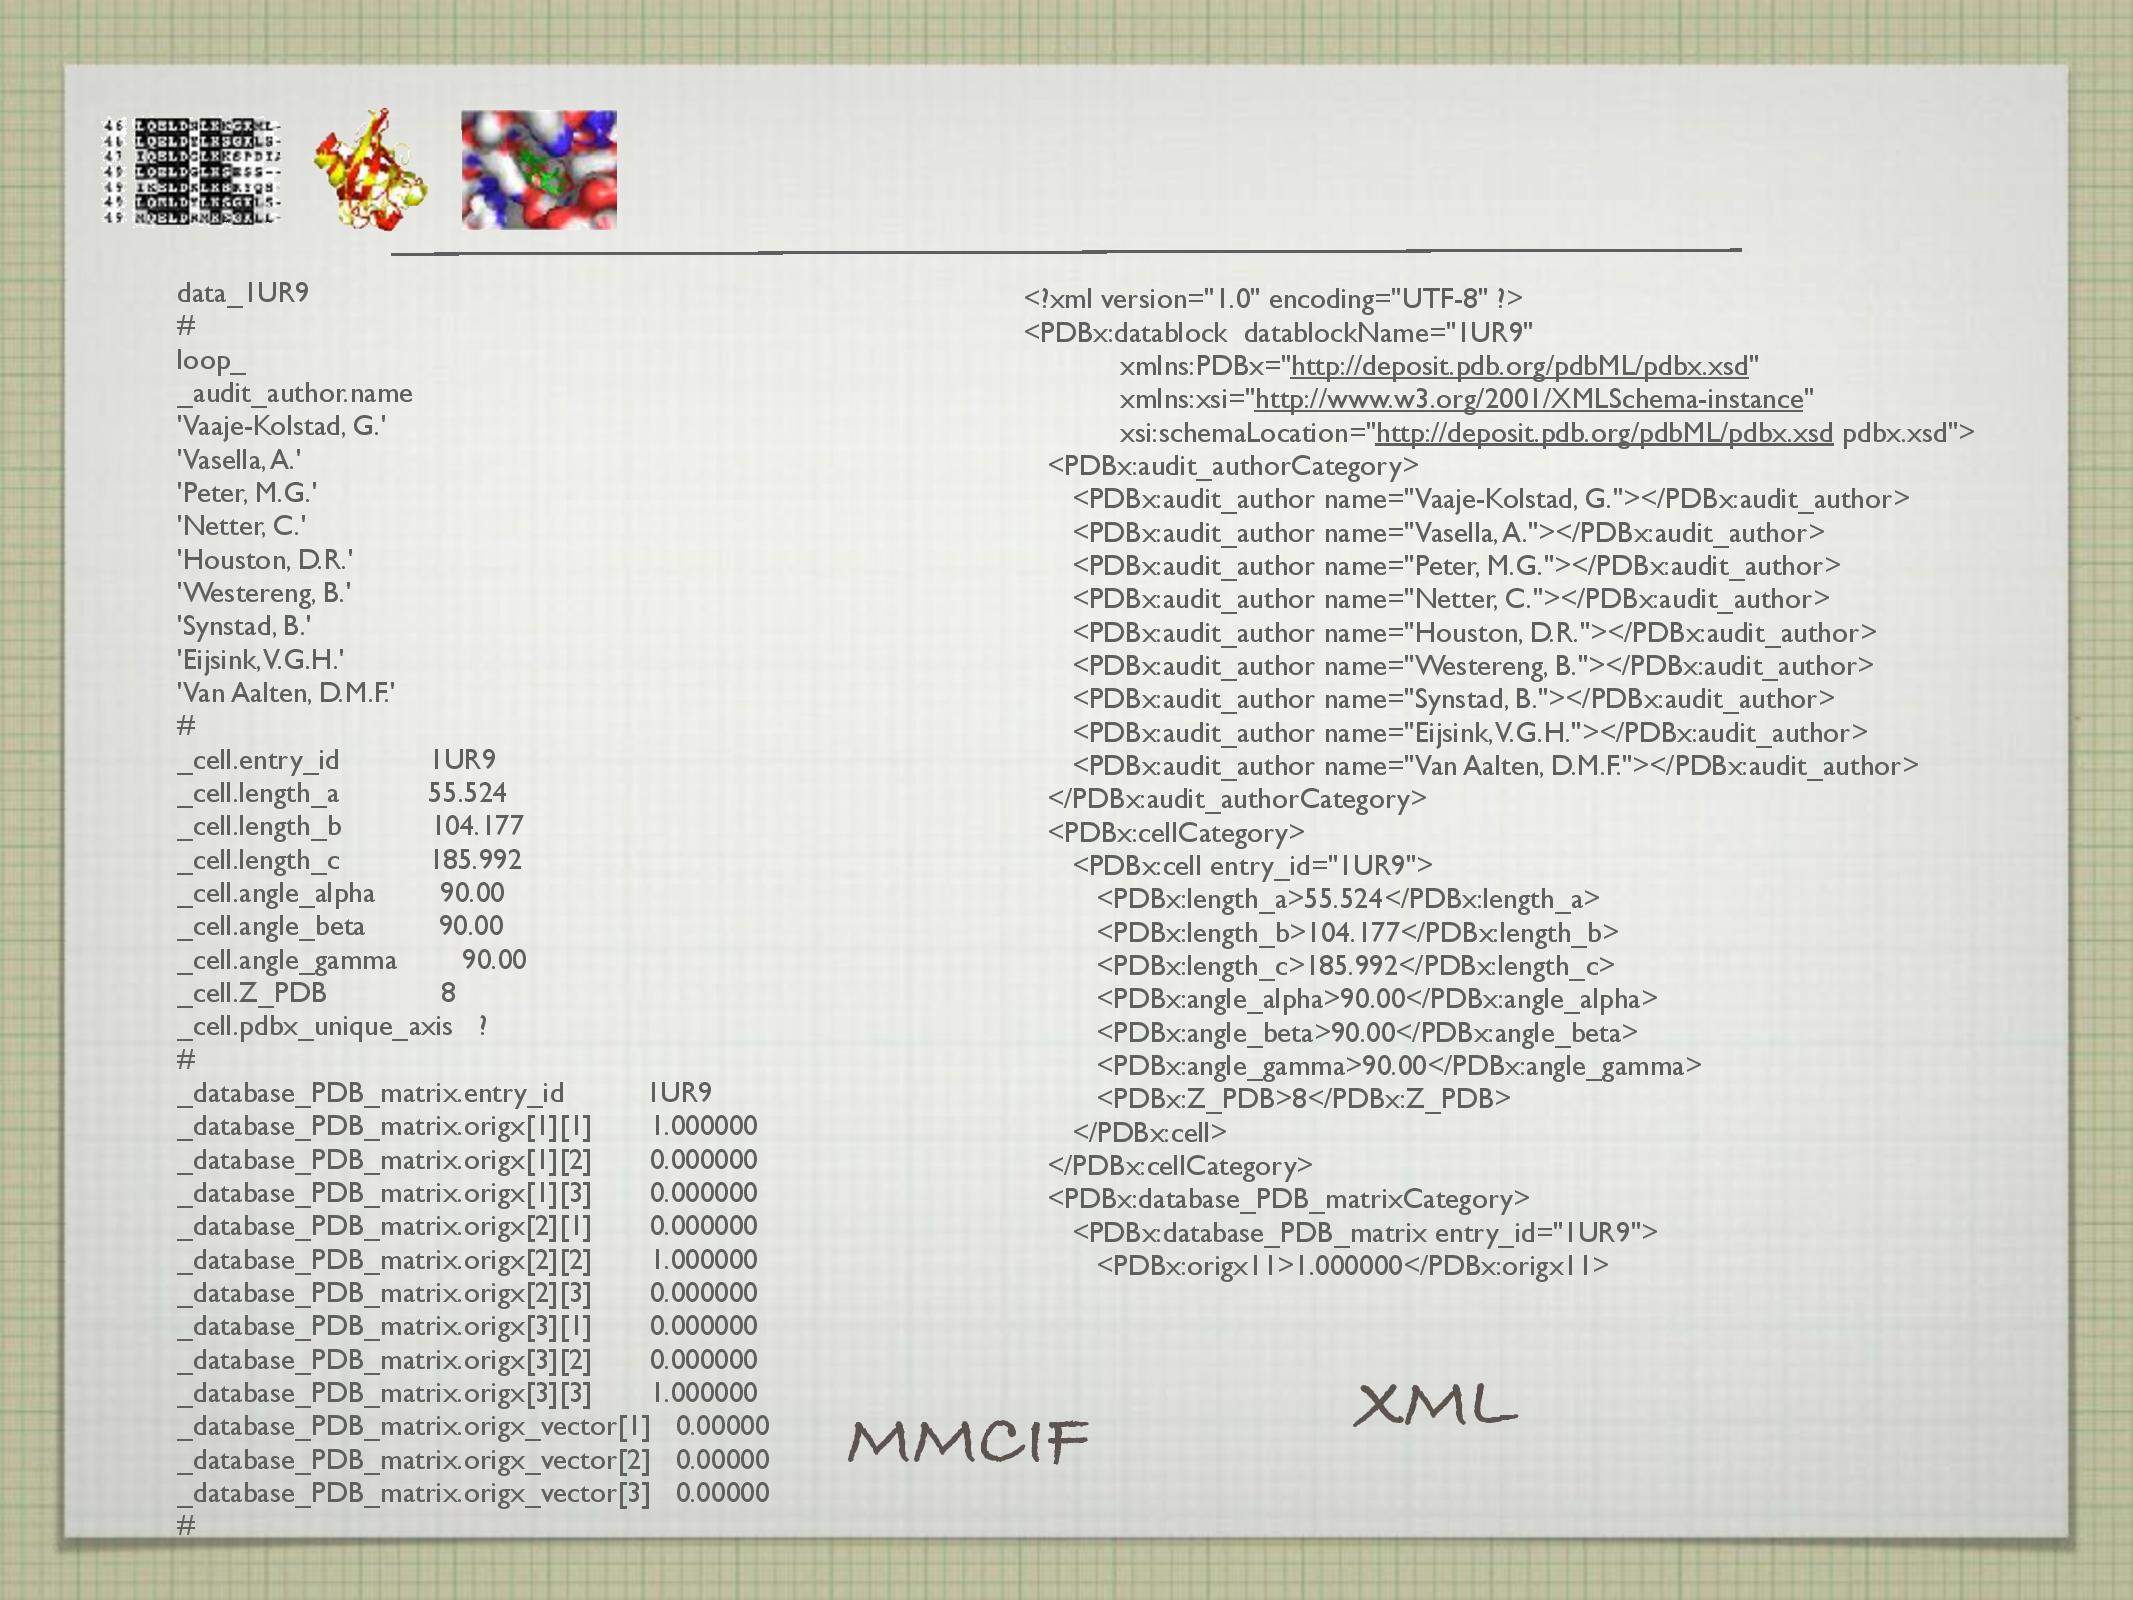 data_1UR9
#
loop_
_audit_author.name
'Vaaje-Kolstad, G.'
'Vasella, A.'
'Peter, M.G.'
'Netter, C.'
'Houston, D.R.'
'Westereng, B.'
'Synstad, B.'
'Eijsink, V.G.H.'
'Van Aalten, D.M.F.'
#
_cell.entry_id 1UR9
_cell.length_a 55.524
_cell.length_b 104.177
_cell.length_c 185.992
_cell.angle_alpha 90.00
_cell.angle_beta 90.00
_cell.angle_gamma 90.00
_cell.Z_PDB 8
_cell.pdbx_unique_axis ?
#
_database_PDB_matrix.entry_id 1UR9
_database_PDB_matrix.origx[1][1] 1.000000
_database_PDB_matrix.origx[1][2] 0.000000
_database_PDB_matrix.origx[1][3] 0.000000
_database_PDB_matrix.origx[2][1] 0.000000
_database_PDB_matrix.origx[2][2] 1.000000
_database_PDB_matrix.origx[2][3] 0.000000
_database_PDB_matrix.origx[3][1] 0.000000
_database_PDB_matrix.origx[3][2] 0.000000
_database_PDB_matrix.origx[3][3] 1.000000
_database_PDB_matrix.origx_vector[1] 0.00000
_database_PDB_matrix.origx_vector[2] 0.00000
_database_PDB_matrix.origx_vector[3] 0.00000
#
MMCIF
<?xml version="1.0" encoding="UTF-8" ?>
<PDBx:datablock datablockName="1UR9"
xmlns:PDBx="http://deposit.pdb.org/pdbML/pdbx.xsd"
xmlns:xsi="http://www.w3.org/2001/XMLSchema-instance"
xsi:schemaLocation="http://deposit.pdb.org/pdbML/pdbx.xsd pdbx.xsd">
<PDBx:audit_authorCategory>
<PDBx:audit_author name="Vaaje-Kolstad, G."></PDBx:audit_author>
<PDBx:audit_author name="Vasella, A."></PDBx:audit_author>
<PDBx:audit_author name="Peter, M.G."></PDBx:audit_author>
<PDBx:audit_author name="Netter, C."></PDBx:audit_author>
<PDBx:audit_author name="Houston, D.R."></PDBx:audit_author>
<PDBx:audit_author name="Westereng, B."></PDBx:audit_author>
<PDBx:audit_author name="Synstad, B."></PDBx:audit_author>
<PDBx:audit_author name="Eijsink, V.G.H."></PDBx:audit_author>
<PDBx:audit_author name="Van Aalten, D.M.F."></PDBx:audit_author>
</PDBx:audit_authorCategory>
<PDBx:cellCategory>
<PDBx:cell entry_id="1UR9">
<PDBx:length_a>55.524</PDBx:length_a>
<PDBx:length_b>104.177</PDBx:length_b>
<PDBx:length_c>185.992</PDBx:length_c>
<PDBx:angle_alpha>90.00</PDBx:angle_alpha>
<PDBx:angle_beta>90.00</PDBx:angle_beta>
<PDBx:angle_gamma>90.00</PDBx:angle_gamma>
<PDBx:Z_PDB>8</PDBx:Z_PDB>
</PDBx:cell>
</PDBx:cellCategory>
<PDBx:database_PDB_matrixCategory>
<PDBx:database_PDB_matrix entry_id="1UR9">
<PDBx:origx11>1.000000</PDBx:origx11>
XML